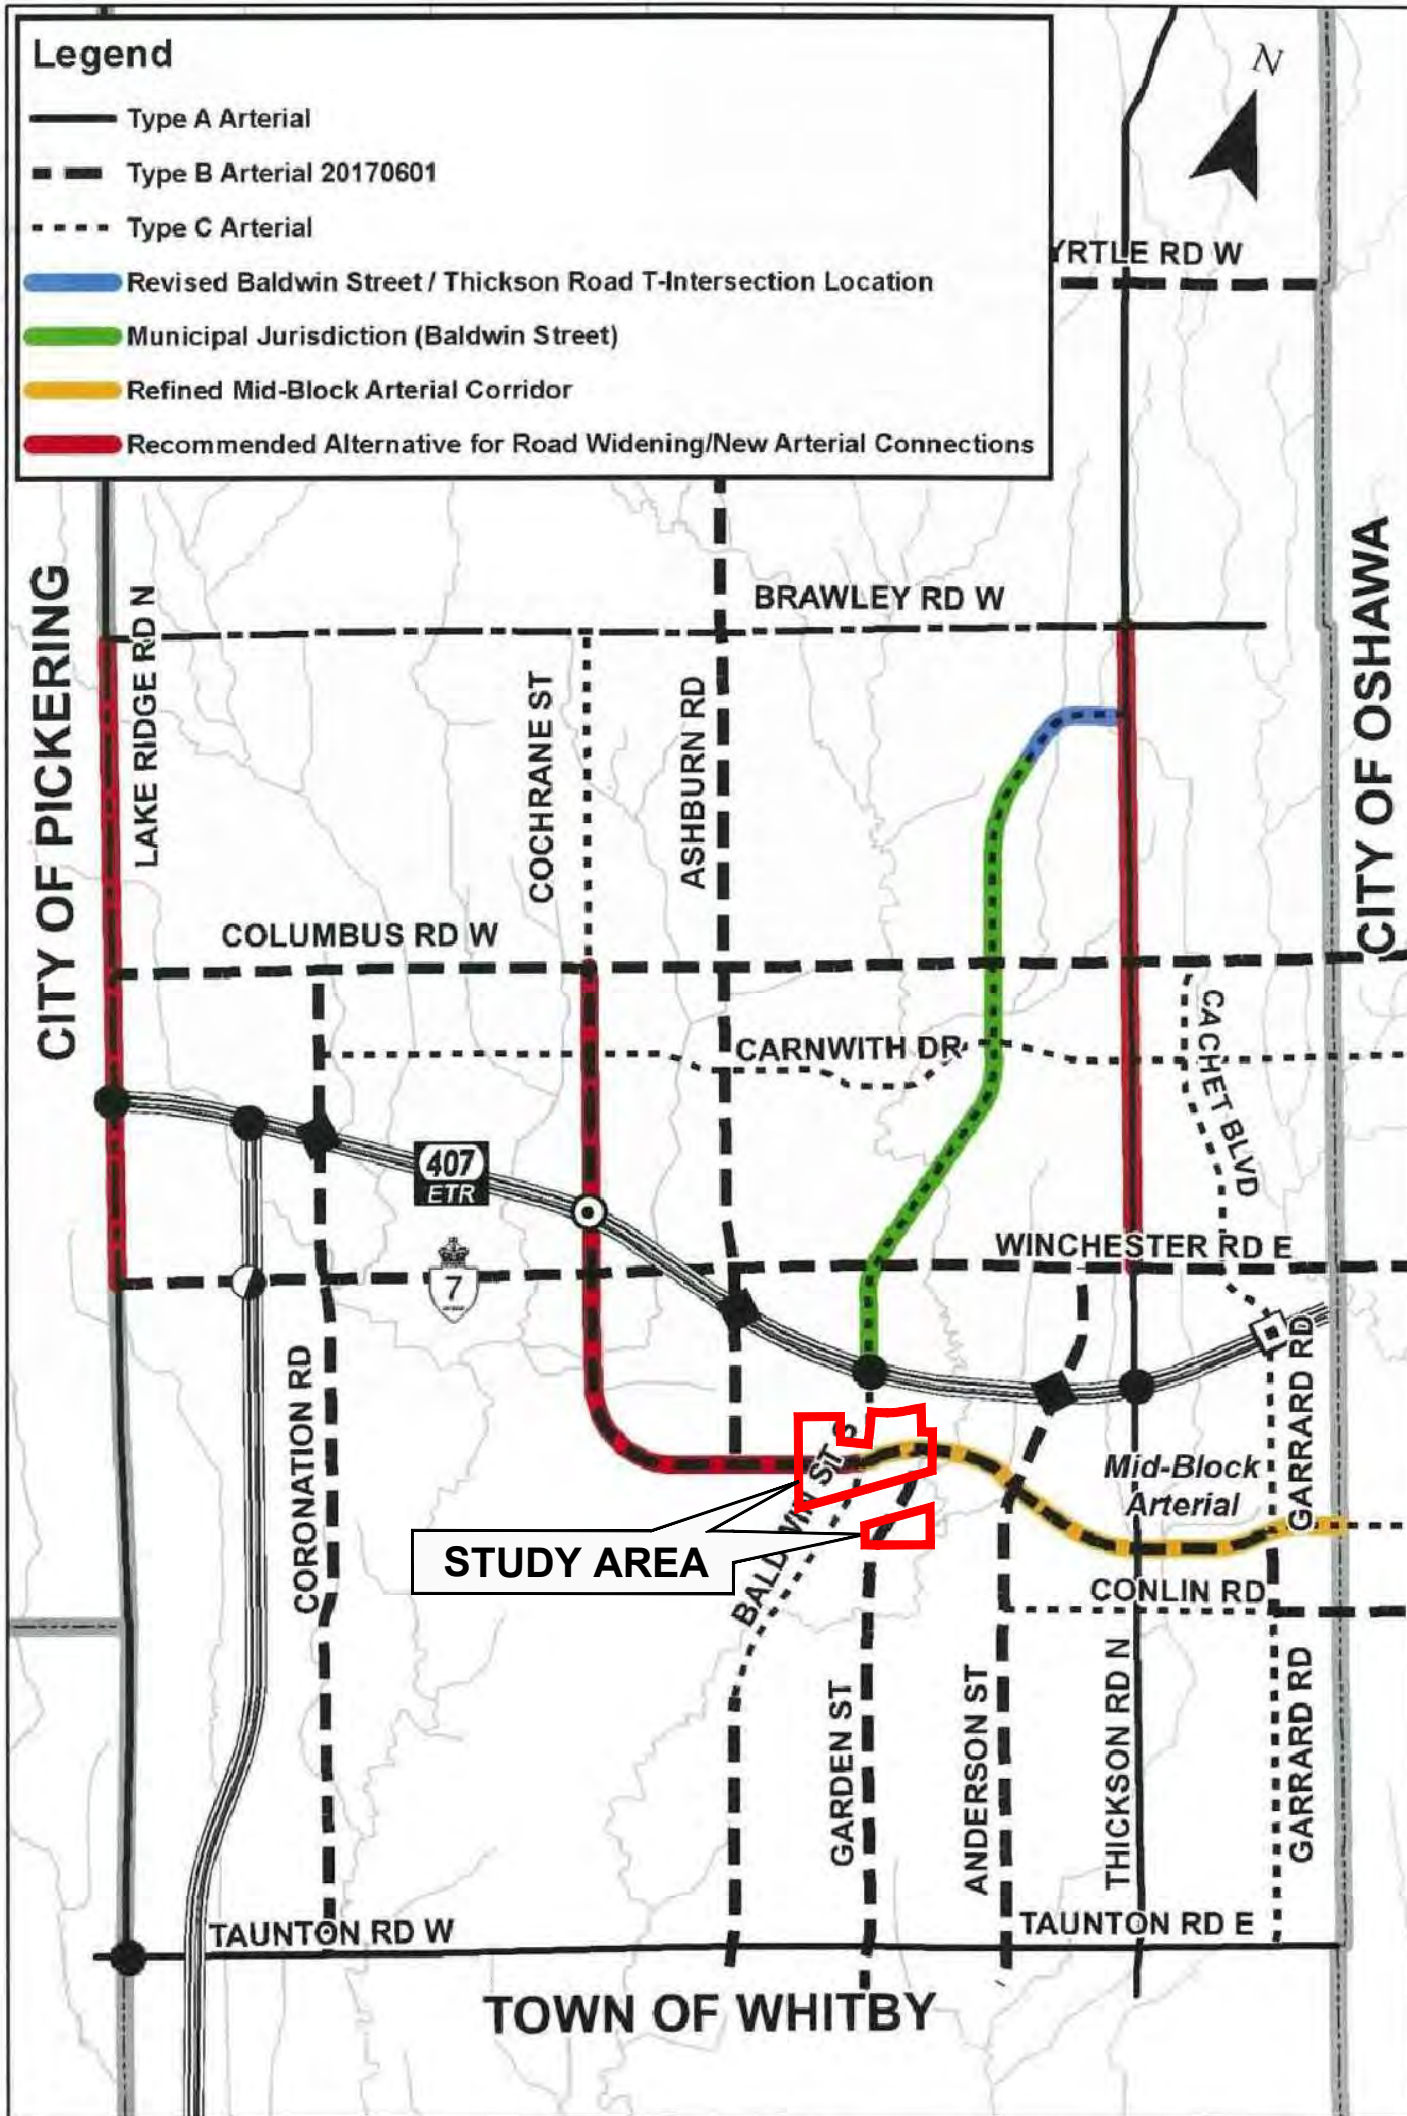 Legend
Type A Arterial
Type B Arterial 20170601
Type C Arterial
Revised Baldwin Street / Thickson Road T-Intersection Location
Municipal Jurisdiction (Baldwin Street)
Refined Mid-Block Arterial Corridor
Recommended Alternative for Road Widening/New Arterial Connections
N
YRTLE RD W
CITY OF PICKERING
LAKE RIDGE RD N
BRAWLEY RD W
COCHRANE ST
ASHBURN RD
CITY OF OSHAWA
COLUMBUS RD W
CARNWITH DR
CACHET BLVD
407
ETR
7
WINCHESTER RD E
CORONATION RD
BALDWIN ST S
GARRARD RD
Mid-Block
Arterial
STUDY AREA
CONLIN RD
GARDEN ST
ANDERSON ST
THICKSON RD N
GARRARD RD
TAUNTON RD W
TAUNTON RD E
TOWN OF WHITBY